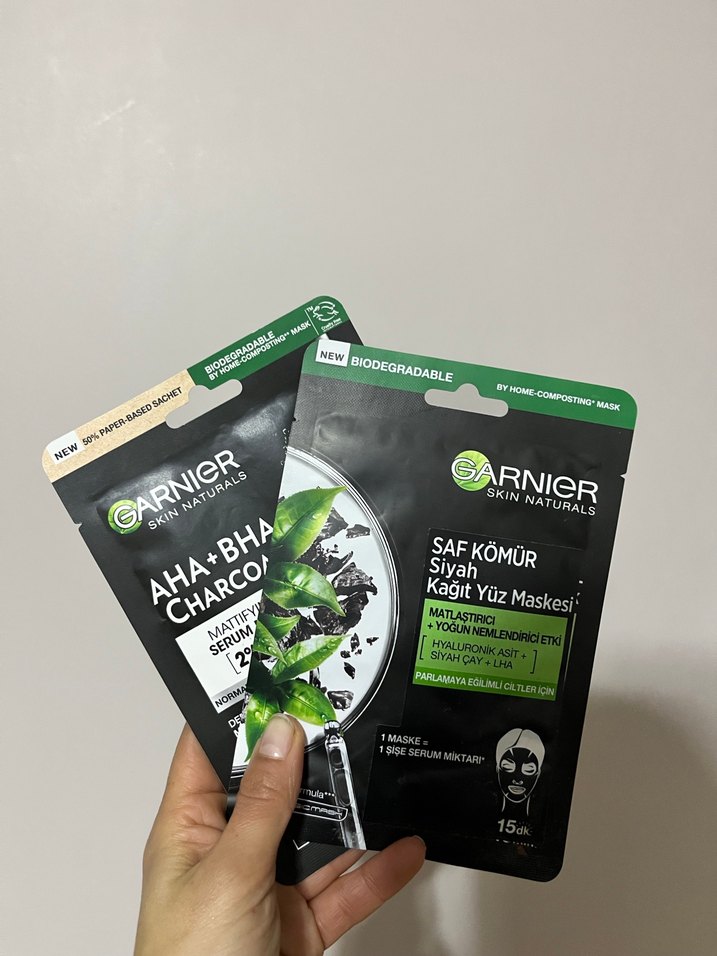 NEW 50% PAPER-BASED SACHET
BIODEGRADABLE
BY HOME-COMPOSTING** MASK
GARNIER
SKIN NATURALS
AHA+BHA
MATTIFYI
SERUM
NORMA
NEW BIODEGRADABLE
BY HOME-COMPOSTING* MASK
GARNIER
SKIN NATURALS
SAF KÖMÜR
Siyah
Kağıt Yüz Maskesi
MATLAŞTIRICI
+ YOĞUN NEMLENDİRİCİ ETKİ
HYALURONİK ASİT +
SİYAH ÇAY + LHA
PARLAMAYA EĞİLİMLİ CİLTLER İÇİN
1 MASKE =
1 ŞİŞE SERUM MİKTARI*
15dk